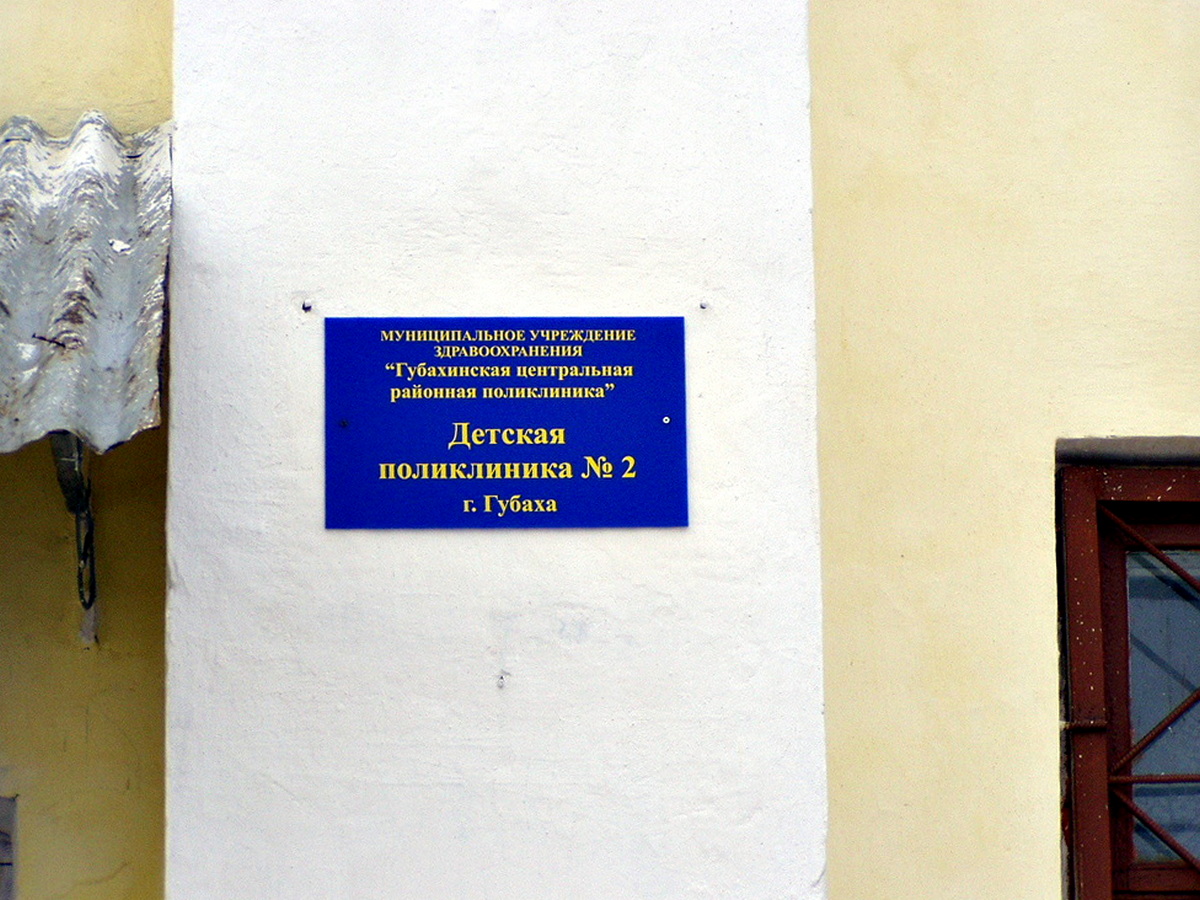 МУНИЦИПАЛЬНОЕ УЧРЕЖДЕНИЕ
ЗДРАВООХРАНЕНИЯ
“Губахинская центральная
районная поликлиника”
Детская
поликлиника № 2
г. Губаха